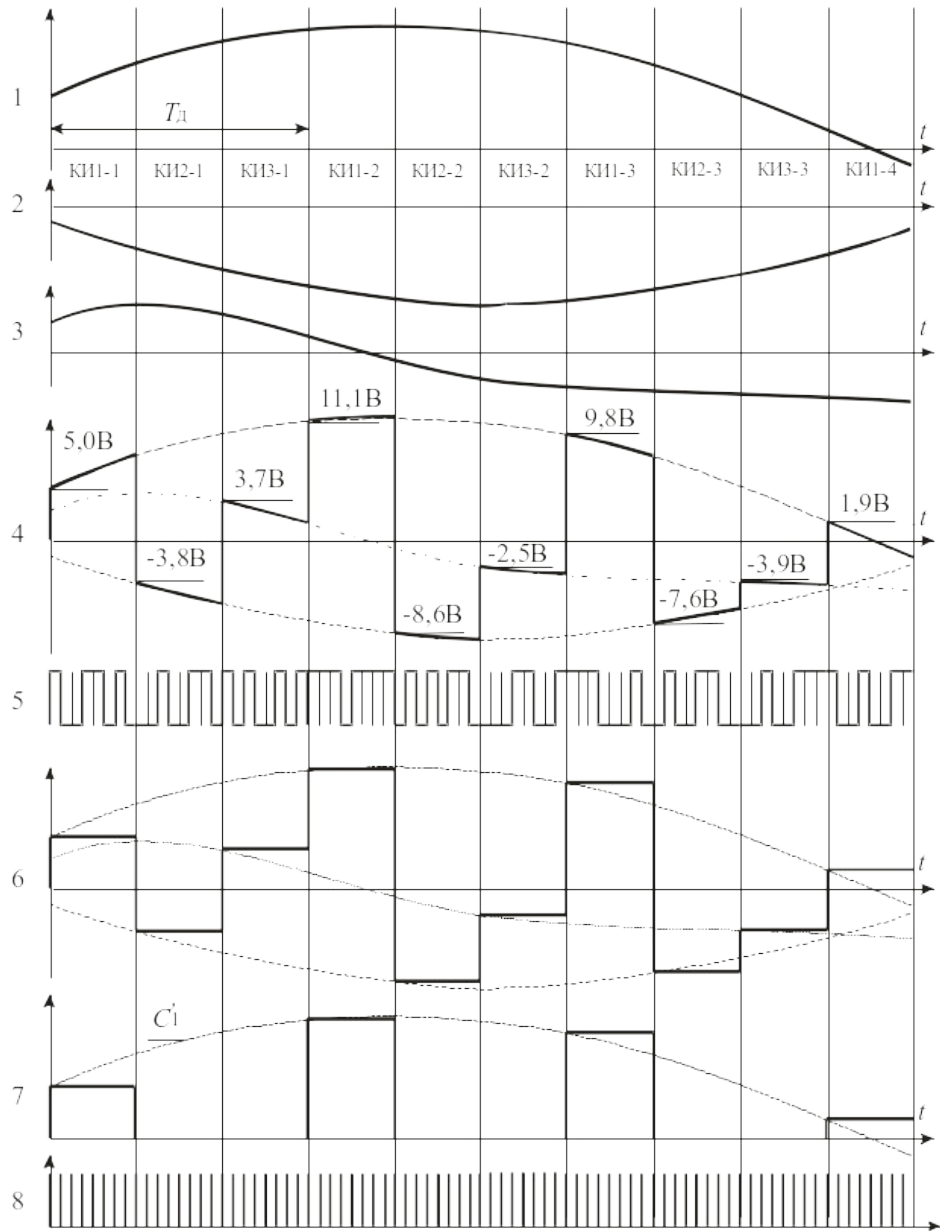 1
Tд
t
КИ1-1 КИ2-1 КИ3-1 КИ1-2 КИ2-2 КИ3-2 КИ1-3 КИ2-3 КИ3-3 КИ1-4
2
t
3
t
11,1В
5,0В
9,8В
3,7В
1,9В
4
t
-3,8В
-2,5В
-3,9В
-8,6В
-7,6В
5
6
t
C'1
7
t
8